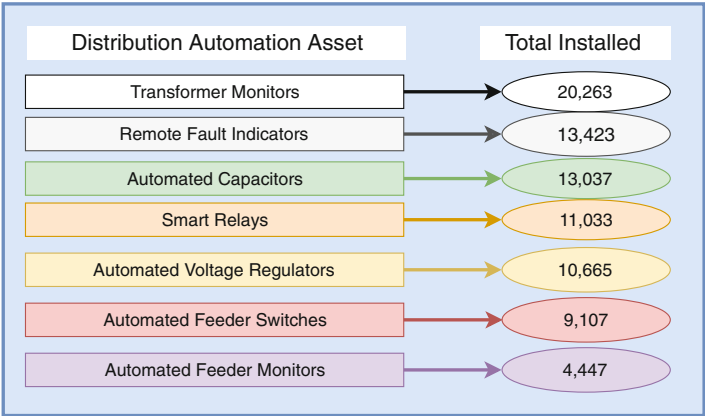 Distribution Automation Asset Total Installed
Transformer Monitors 20,263
Remote Fault Indicators 13,423
Automated Capacitors 13,037
Smart Relays 11,033
Automated Voltage Regulators 10,665
Automated Feeder Switches 9,107
Automated Feeder Monitors 4,447